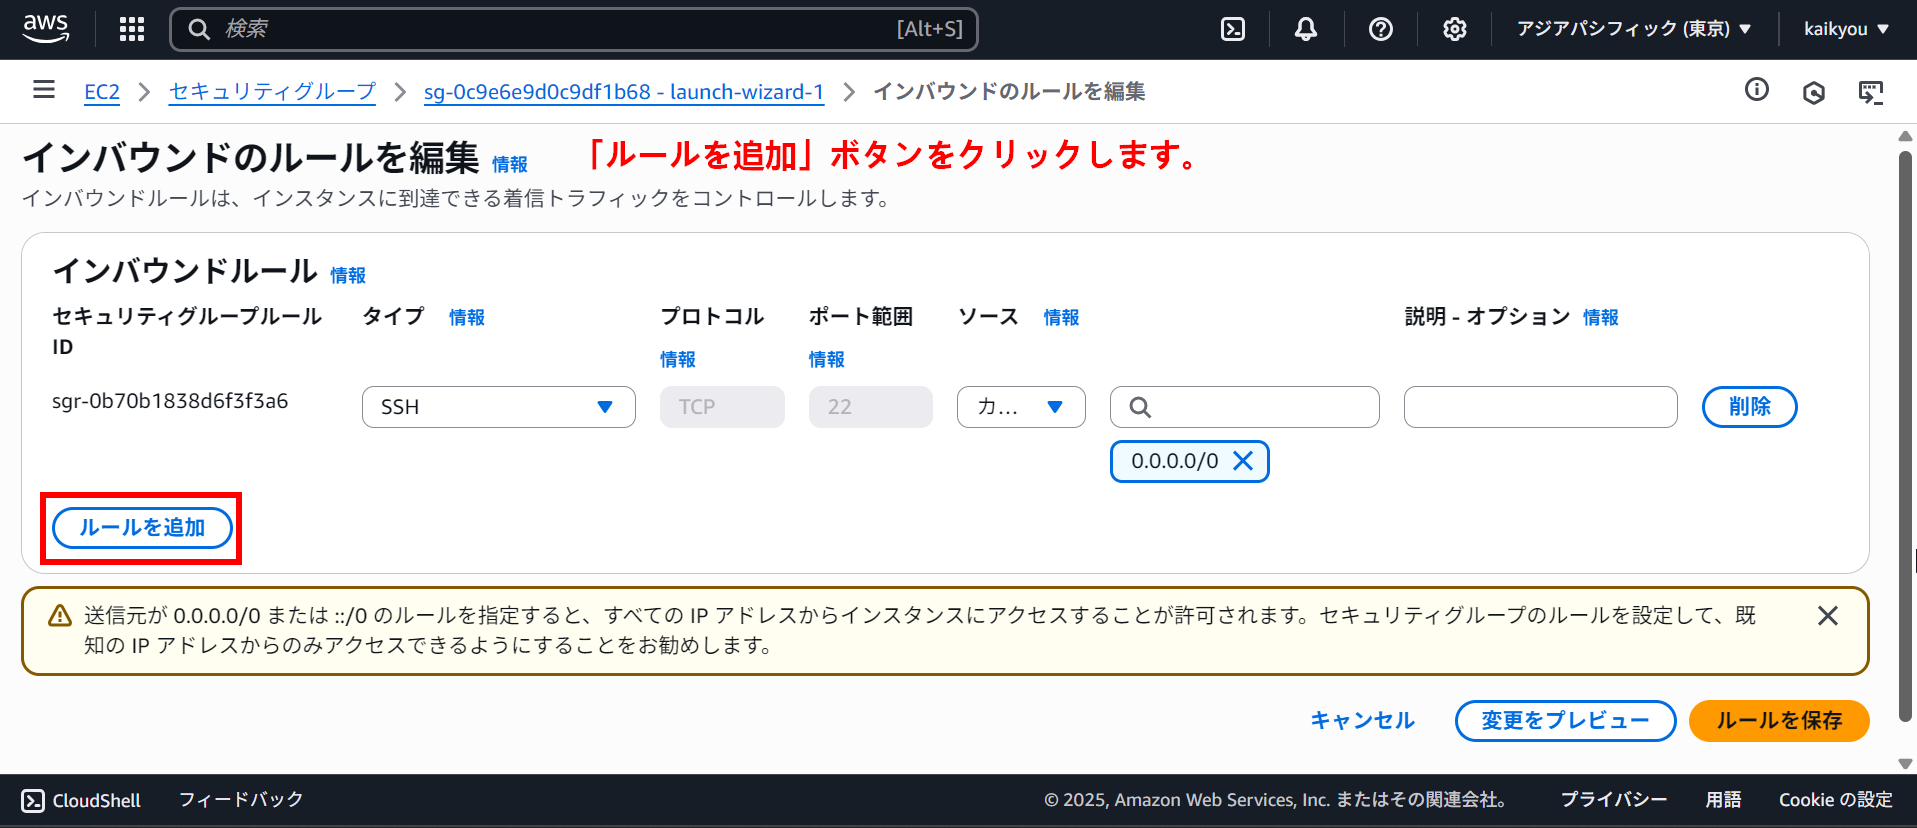 aws
検索
[Alt+S]
アジアパシフィック (東京)
kaikyou
EC2
セキュリティグループ
sg-0c9e6e9d0c9df1b68 - launch-wizard-1
インバウンドのルールを編集
インバウンドのルールを編集 情報
「ルールを追加」ボタンをクリックします。
インバウンドルールは、インスタンスに到達できる着信トラフィックをコントロールします。
インバウンドルール 情報
セキュリティグループルール
ID
タイプ 情報
プロトコル
情報
ポート範囲
情報
ソース 情報
説明 - オプション 情報
sgr-0b70b1838d6f3f3a6
SSH
TCP
22
カ...
削除
0.0.0.0/0
ルールを追加
送信元が 0.0.0.0/0 または ::/0 のルールを指定すると、すべての IP アドレスからインスタンスにアクセスすることが許可されます。セキュリティグループのルールを設定して、既
知の IP アドレスからのみアクセスできるようにすることをお勧めします。
キャンセル
変更をプレビュー
ルールを保存
CloudShell
フィードバック
© 2025, Amazon Web Services, Inc. またはその関連会社。
プライバシー
用語
Cookie の設定